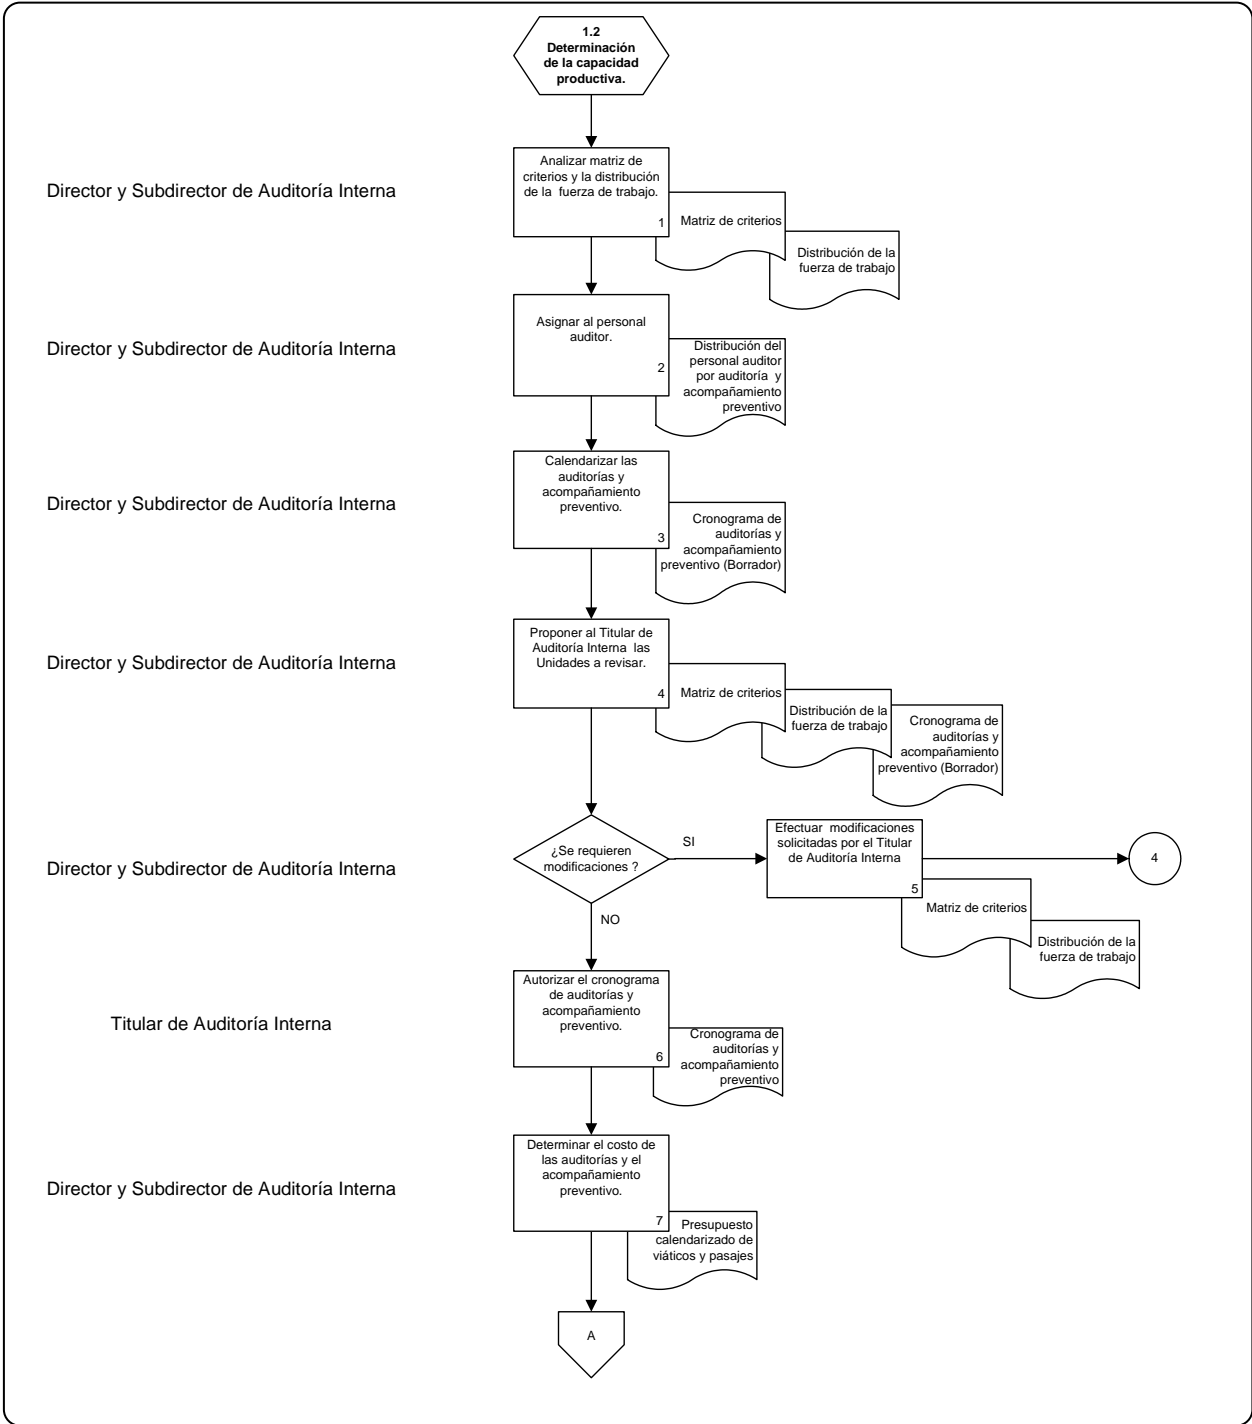 1.2
Determinación
de la capacidad
productiva.
Director y Subdirector de Auditoría Interna
Analizar matriz de
criterios y la distribución
de la fuerza de trabajo.
1
Matriz de criterios
Distribución de la
fuerza de trabajo
Director y Subdirector de Auditoría Interna
Asignar al personal
auditor.
2
Distribución del
personal auditor
por auditoría y
acompañamiento
preventivo
Director y Subdirector de Auditoría Interna
Calendarizar las
auditorías y
acompañamiento
preventivo.
3
Cronograma de
auditorías y
acompañamiento
preventivo (Borrador)
Director y Subdirector de Auditoría Interna
Proponer al Titular de
Auditoría Interna las
Unidades a revisar.
4
Matriz de criterios
Distribución de la
fuerza de trabajo
Cronograma de
auditorías y
acompañamiento
preventivo (Borrador)
Director y Subdirector de Auditoría Interna
¿Se requieren
modificaciones ?
SI
Efectuar modificaciones
solicitadas por el Titular
de Auditoría Interna
5
4
Matriz de criterios
Distribución de la
fuerza de trabajo
NO
Titular de Auditoría Interna
Autorizar el cronograma
de auditorías y
acompañamiento
preventivo.
6
Cronograma de
auditorías y
acompañamiento
preventivo
Director y Subdirector de Auditoría Interna
Determinar el costo de
las auditorías y el
acompañamiento
preventivo.
7
Presupuesto
calendarizado de
viáticos y pasajes
A